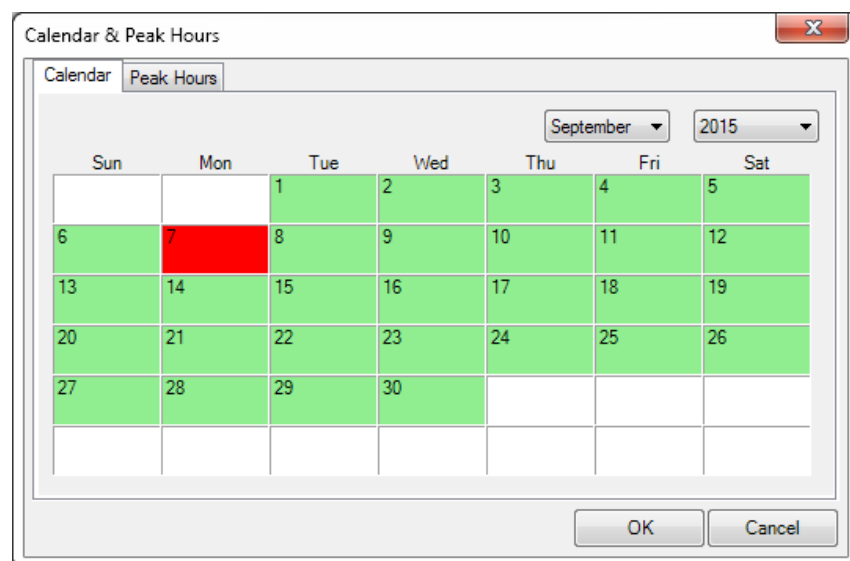 Calendar & Peak Hours
Calendar Peak Hours
September 2015
Sun Mon Tue Wed Thu Fri Sat
1 2 3 4 5
6 7 8 9 10 11 12
13 14 15 16 17 18 19
20 21 22 23 24 25 26
27 28 29 30
OK Cancel